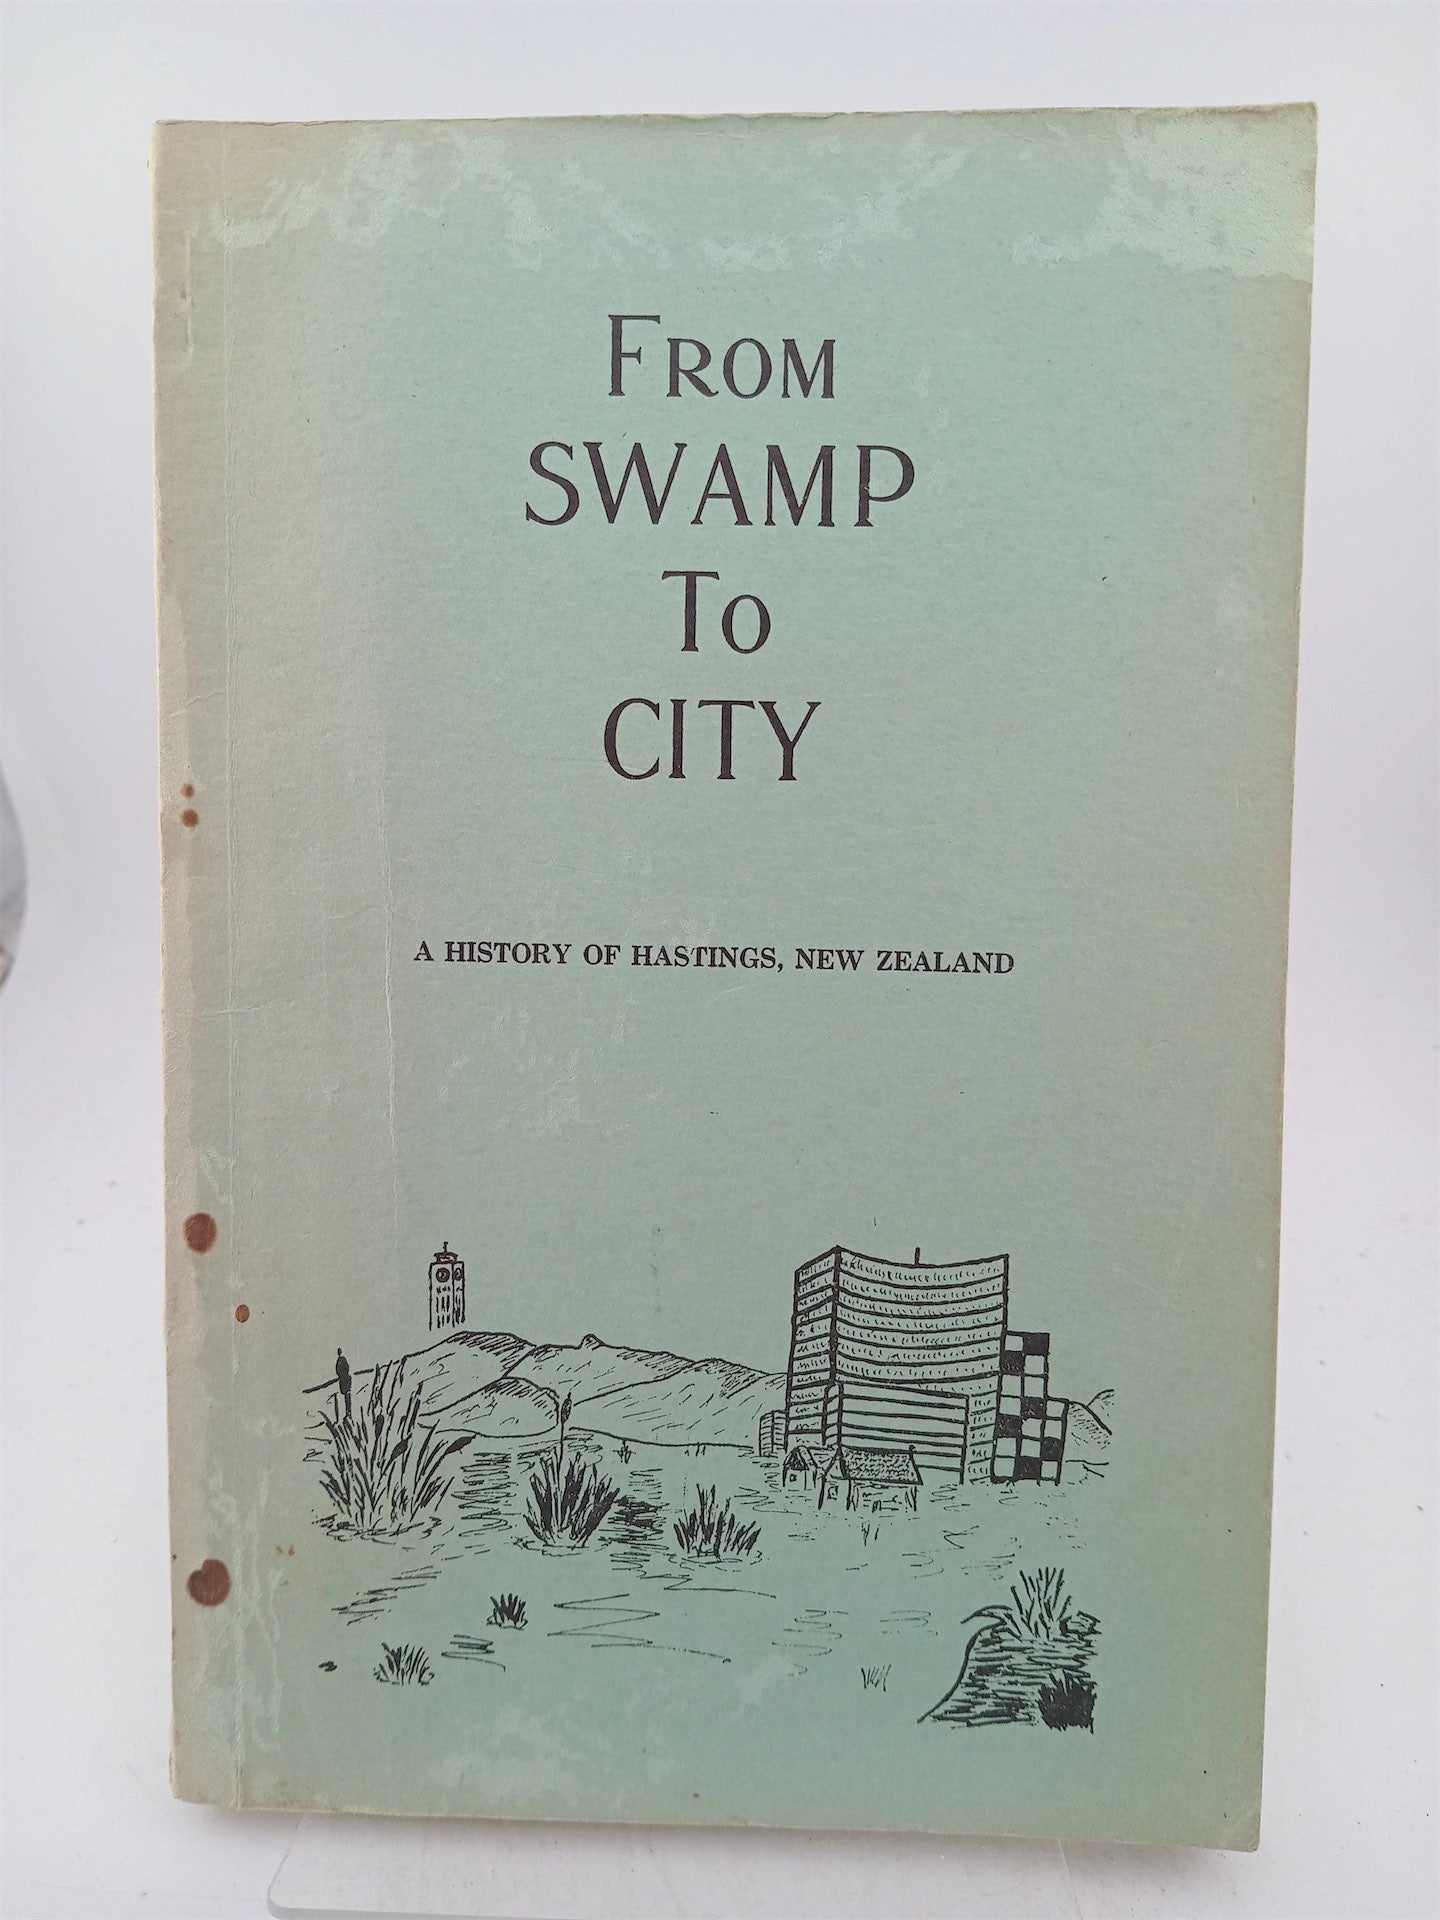 FROM
SWAMP
TO
CITY
A HISTORY OF HASTINGS, NEW ZEALAND